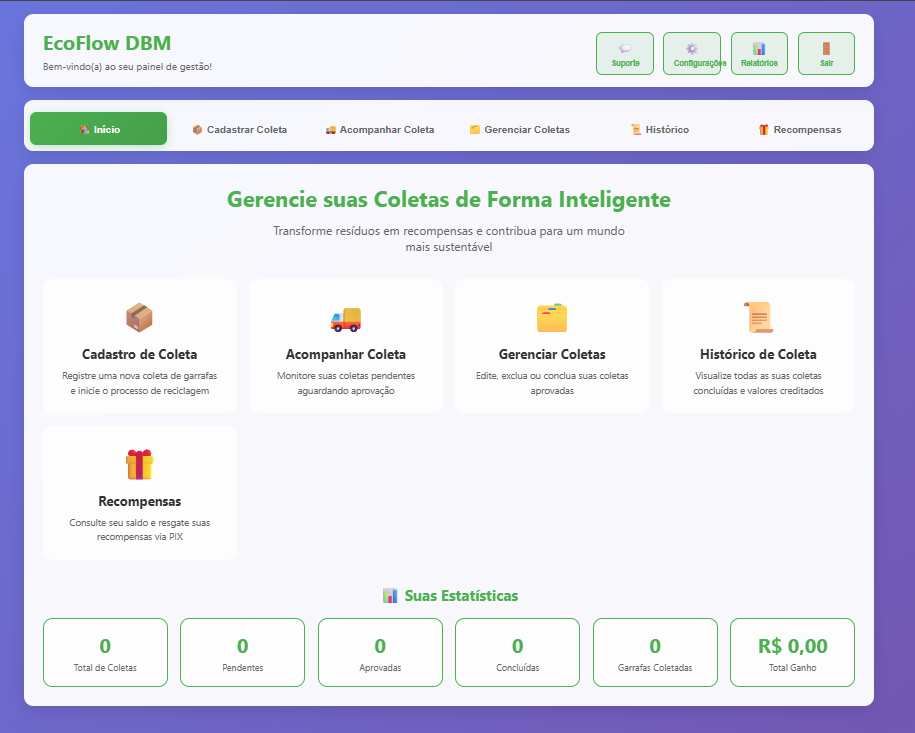 EcoFlow DBM
Bem-vindo(a) ao seu painel de gestão!
Suporte
Configurações
Relatórios
Sair
Início
Cadastrar Coleta
Acompanhar Coleta
Gerenciar Coletas
Histórico
Recompensas
Gerencie suas Coletas de Forma Inteligente
Transforme resíduos em recompensas e contribua para um mundo
mais sustentável
Cadastro de Coleta
Registre uma nova coleta de garrafas
e inicie o processo de reciclagem
Acompanhar Coleta
Monitore suas coletas pendentes
aguardando aprovação
Gerenciar Coletas
Edite, exclua ou conclua suas coletas
aprovadas
Histórico de Coleta
Visualize todas as suas coletas
concluídas e valores creditados
Recompensas
Consulte seu saldo e resgate suas
recompensas via PIX
Suas Estatísticas
0
Total de Coletas
0
Pendentes
0
Aprovadas
0
Concluídas
0
Garrafas Coletadas
R$ 0,00
Total Ganho